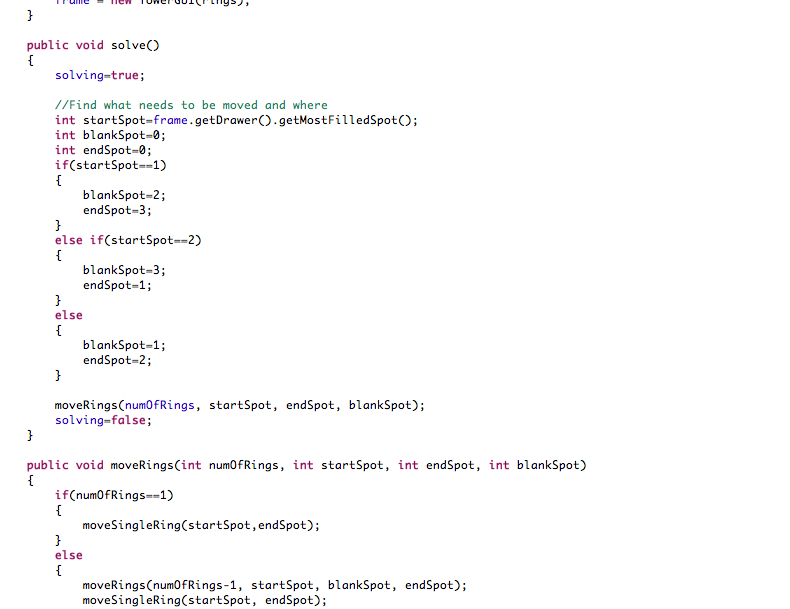 frame = new TowerGUI(rings);
}
public void solve()
{
solving=true;
//Find what needs to be moved and where
int startSpot=frame.getDrawer().getMostFilledSpot();
int blankSpot=0;
int endSpot=0;
if(startSpot==1)
{
blankSpot=2;
endSpot=3;
}
else if(startSpot==2)
{
blankSpot=3;
endSpot=1;
}
else
{
blankSpot=1;
endSpot=2;
}
moveRings(numOfRings, startSpot, endSpot, blankSpot);
solving=false;
}
public void moveRings(int numOfRings, int startSpot, int endSpot, int blankSpot)
{
if(numOfRings==1)
{
moveSingleRing(startSpot,endSpot);
}
else
{
moveRings(numOfRings-1, startSpot, blankSpot, endSpot);
moveSingleRing(startSpot, endSpot);